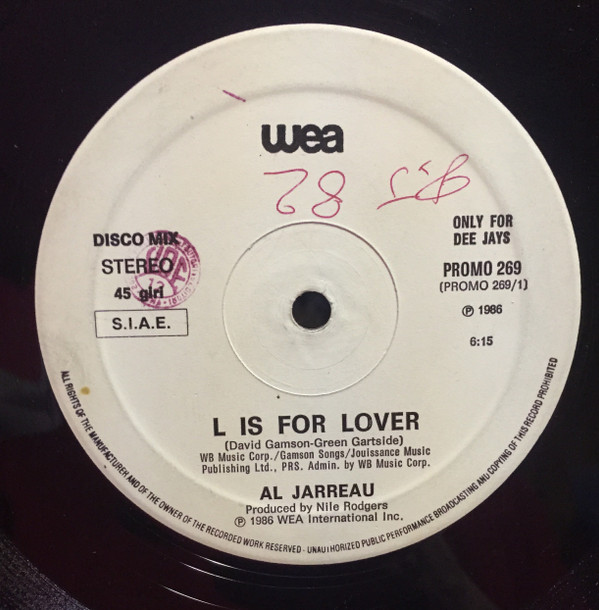 wea
28
DISCO MIX
STEREO
45 giri
S.I.A.E.
ONLY FOR
DEE JAYS
PROMO 269
(PROMO 269/1)
℗ 1986
6:15
L IS FOR LOVER
(David Gamson-Green Gartside)
WB Music Corp./Gamson Songs/Jouissance Music
Publishing Ltd., PRS. Admin. by WB Music Corp.
AL JARREAU
Produced by Nile Rodgers
℗ 1986 WEA International Inc.
ALL RIGHTS OF THE MANUFACTUREH AND OF THE OWNER OF THE RECORDED WORK RESERVED - UNAUTHORIZED PUBLIC PERFORMANCE BROADCASTING AND COPYING OF THIS RECORD PROHIBITED